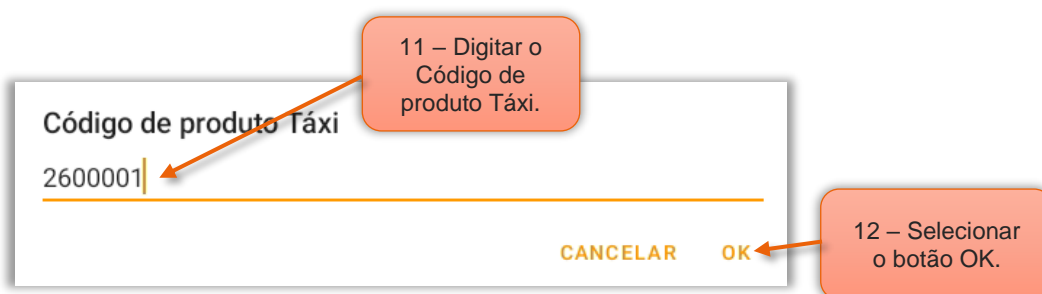 11 – Digitar o
Código de
produto Táxi.
Código de produto Táxi
2600001
CANCELAR OK
12 – Selecionar
o botão OK.